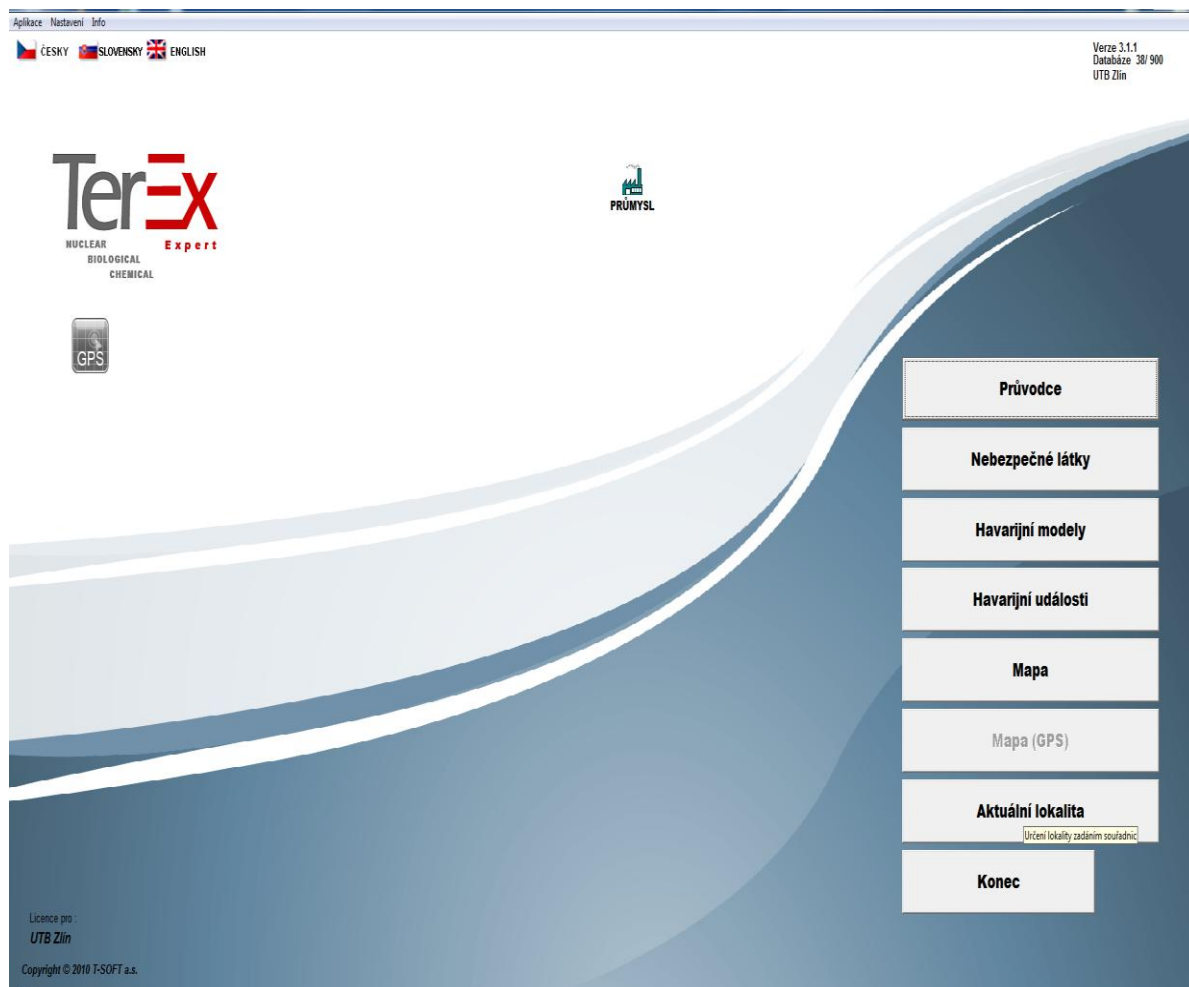 Aplikace Nastavení Info
ČESKY SLOVENSKY ENGLISH
Verze 3.1.1
Databáze 38/ 900
UTB Zlín
TerEx
NUCLEAR Expert
BIOLOGICAL
CHEMICAL
PRŮMYSL
GPS
Průvodce
Nebezpečné látky
Havarijní modely
Havarijní události
Mapa
Mapa (GPS)
Aktuální lokalita
Určení lokality zadáním souřadnic
Konec
Licence pro :
UTB Zlín
Copyright © 2010 T-SOFT a.s.